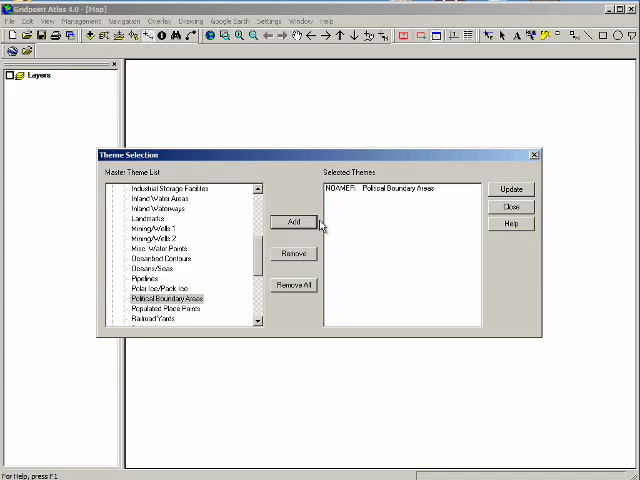 Gridpoint Atlas 4.0 - [Map]
File Edit View Management Navigation Overlay Drawing Google Earth Settings Window Help
Layers
Theme Selection
Master Theme List
Selected Themes
Industrial Storage Facilites
Inland Water Areas
Inland Waterways
Landmarks
Mining/Wells 1
Mining/Wells 2
Misc. Water Points
Oceanbed Contours
Oceans/Seas
Pipelines
Polar Ice/Pack Ice
Political Boundary Areas
Populated Place Points
Railroad Yards
Add
Remove
Remove All
NOAMER: Political Boundary Areas
Update
Close
Help
For Help, press F1